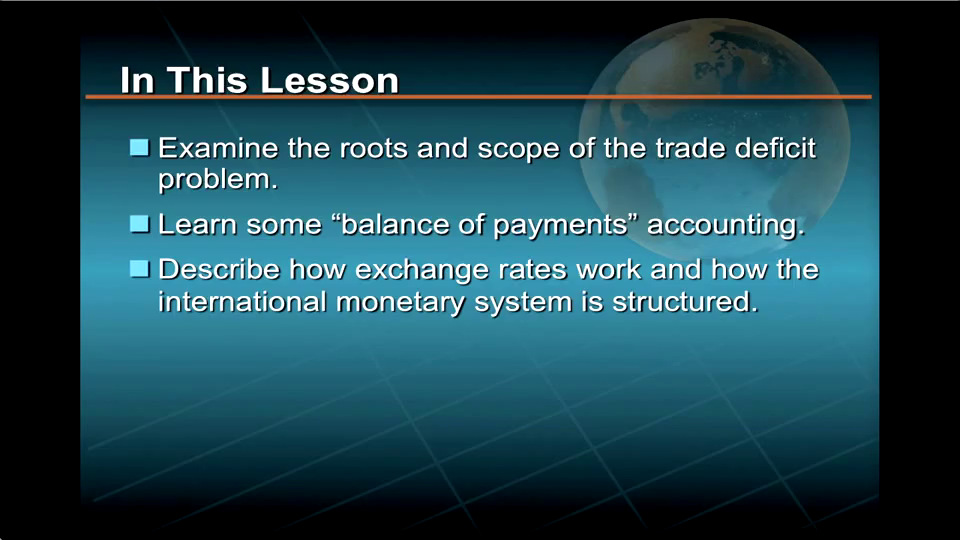 In This Lesson
Examine the roots and scope of the trade deficit
problem.
Learn some “balance of payments” accounting.
Describe how exchange rates work and how the
international monetary system is structured.